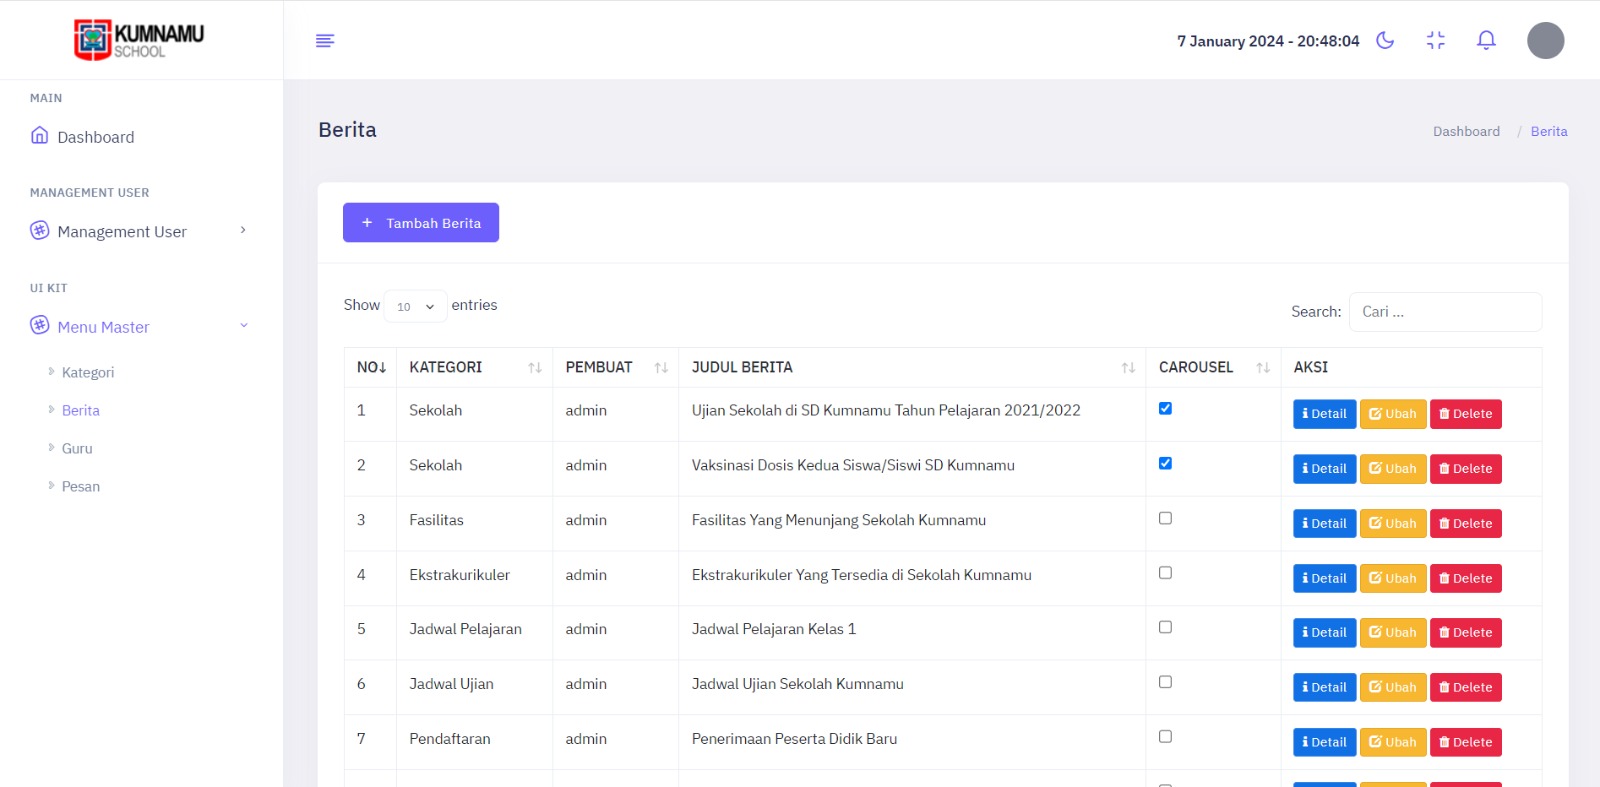 KUMNAMU
SCHOOL
7 January 2024 - 20:48:04
MAIN
Dashboard
MANAGEMENT USER
Management User
UI KIT
Menu Master
Kategori
Berita
Guru
Pesan
Berita
Dashboard / Berita
+ Tambah Berita
Show 10 entries
Search: Cari ...
NO KATEGORI PEMBUAT JUDUL BERITA CAROUSEL AKSI
1 Sekolah admin Ujian Sekolah di SD Kumnamu Tahun Pelajaran 2021/2022 Detail Ubah Delete
2 Sekolah admin Vaksinasi Dosis Kedua Siswa/Siswi SD Kumnamu Detail Ubah Delete
3 Fasilitas admin Fasilitas Yang Menunjang Sekolah Kumnamu Detail Ubah Delete
4 Ekstrakurikuler admin Ekstrakurikuler Yang Tersedia di Sekolah Kumnamu Detail Ubah Delete
5 Jadwal Pelajaran admin Jadwal Pelajaran Kelas 1 Detail Ubah Delete
6 Jadwal Ujian admin Jadwal Ujian Sekolah Kumnamu Detail Ubah Delete
7 Pendaftaran admin Penerimaan Peserta Didik Baru Detail Ubah Delete